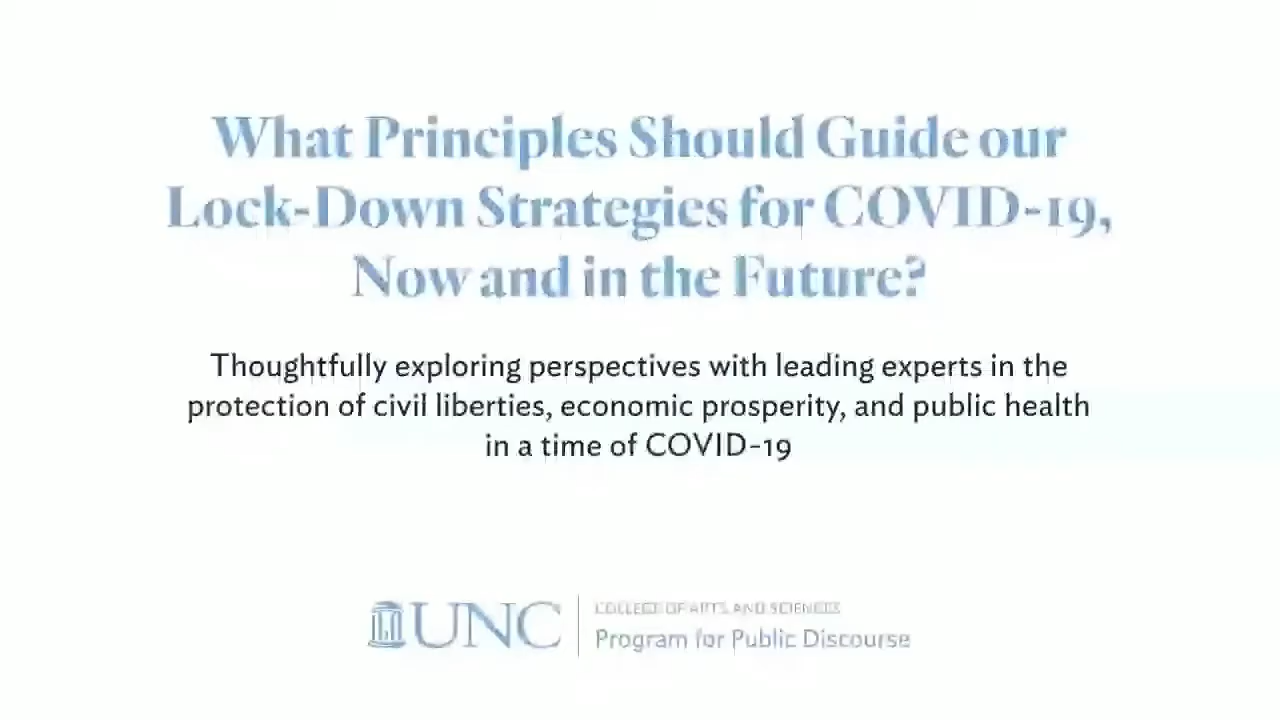 What Principles Should Guide our
Lock-Down Strategies for COVID-19,
Now and in the Future?
Thoughtfully exploring perspectives with leading experts in the
protection of civil liberties, economic prosperity, and public health
in a time of COVID-19
UNC
COLLEGE OF ARTS AND SCIENCES
Program for Public Discourse